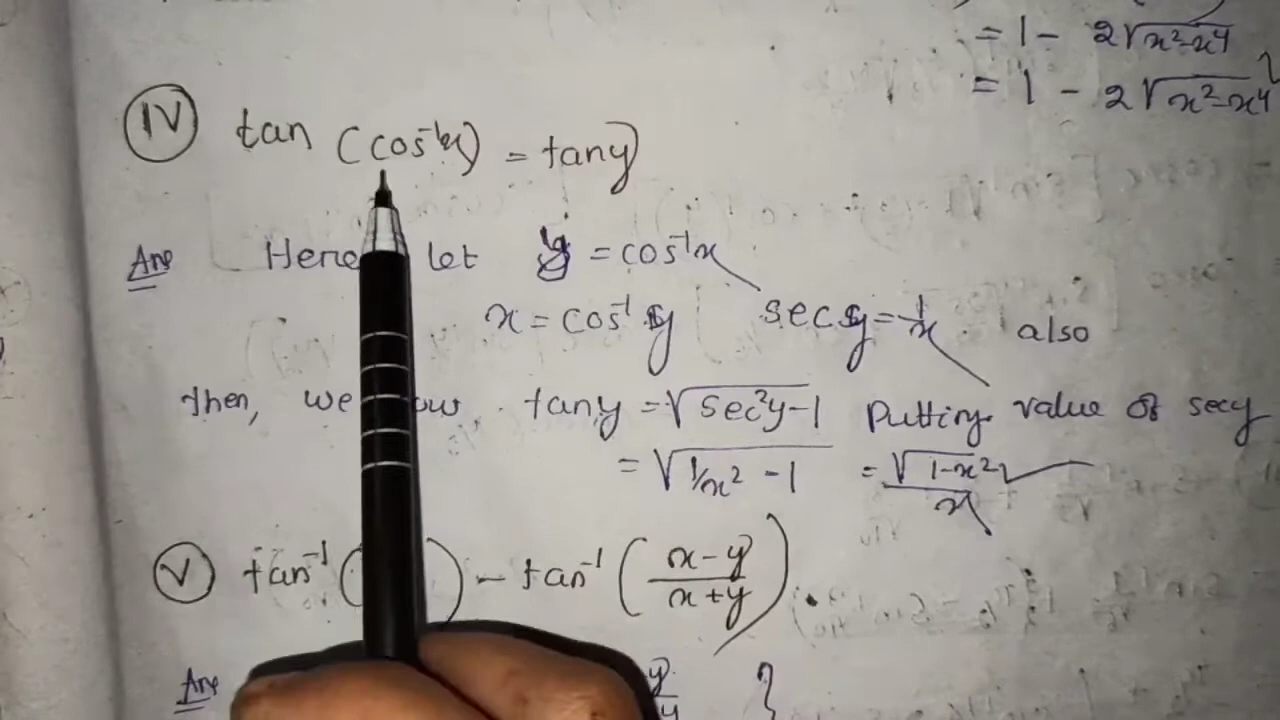 = 1 - 2√x²-x⁴
= 1 - 2√x²-x⁴
(IV) tan (cos⁻¹x) = tany
Ans Here let y = cos⁻¹x
x = cos⁻¹ y secy = 1/x also
then, we tany = √sec²y-1 Putting value of secy
= √1/x² - 1 = √1-x²/x
(V) tan⁻¹ ( ) - tan⁻¹ (x-y/x+y)
Ans